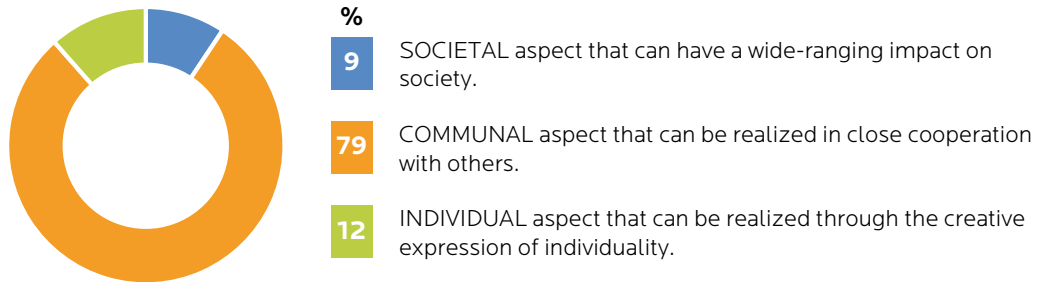 %
9
SOCIETAL aspect that can have a wide-ranging impact on
society.
79
COMMUNAL aspect that can be realized in close cooperation
with others.
12
INDIVIDUAL aspect that can be realized through the creative
expression of individuality.